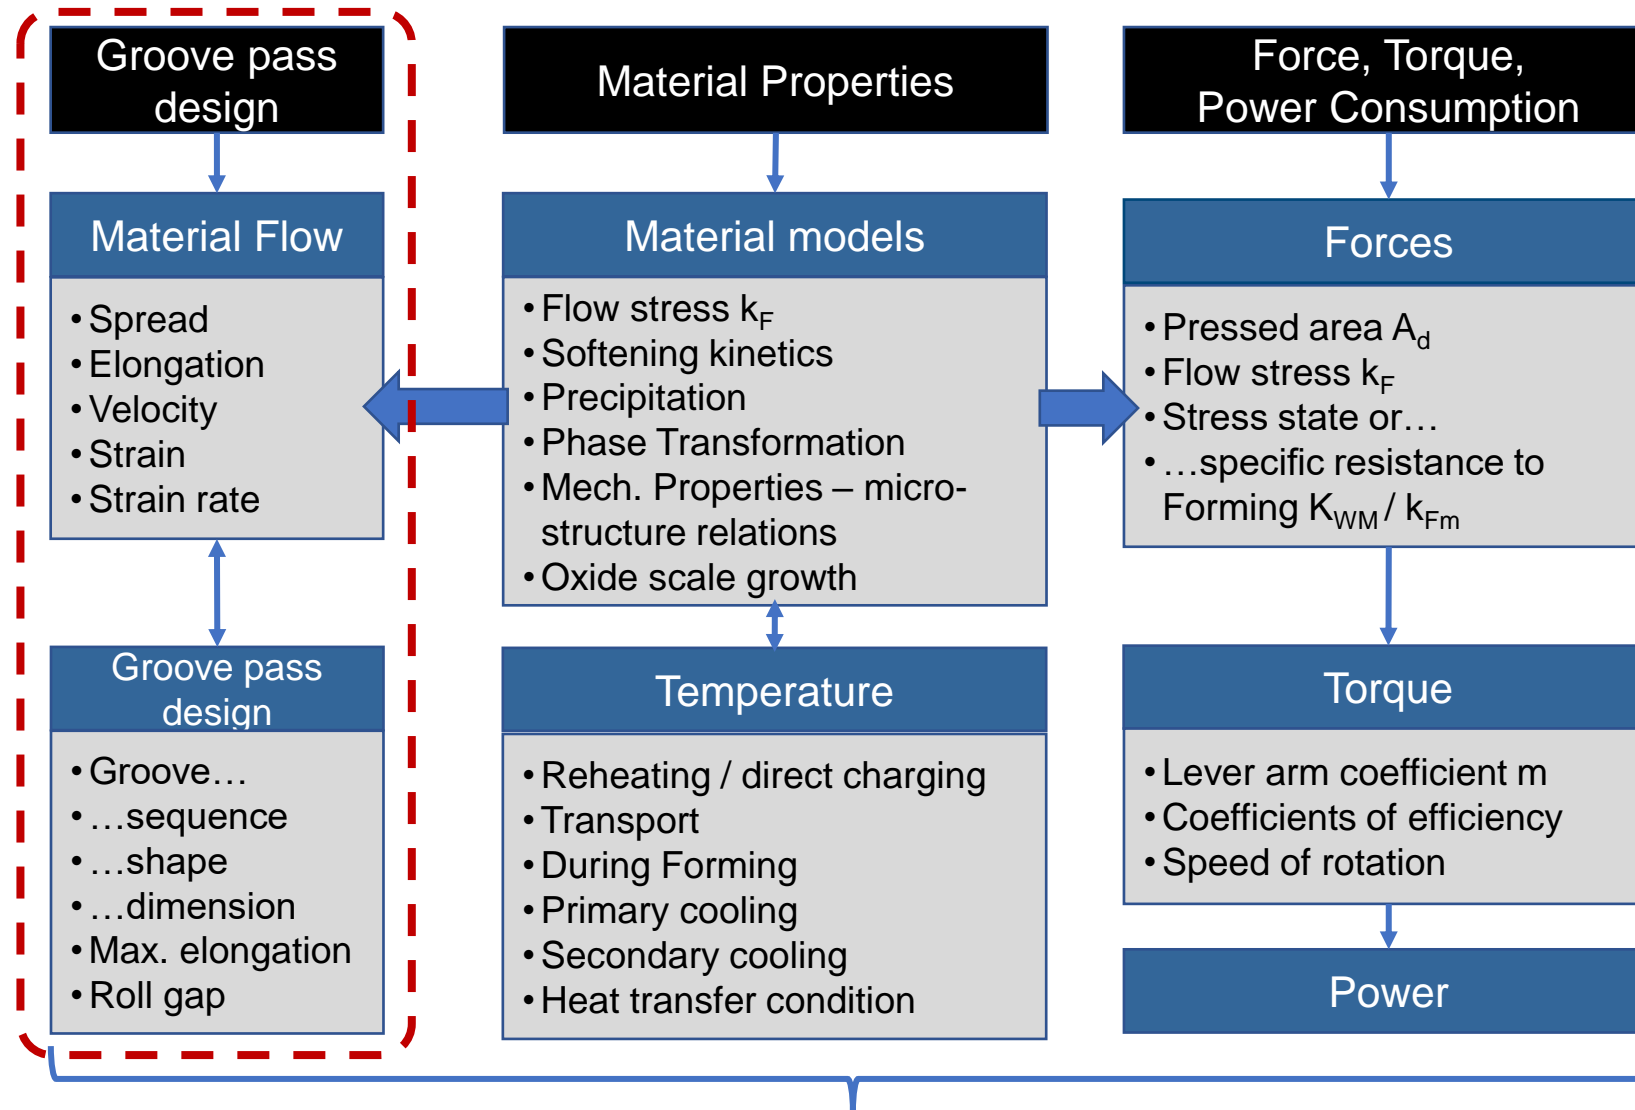 Groove pass
design
Material Flow
• Spread
• Elongation
• Velocity
• Strain
• Strain rate
Groove pass
design
• Groove…
• …sequence
• …shape
• …dimension
• Max. elongation
• Roll gap
Material Properties
Material models
• Flow stress kF
• Softening kinetics
• Precipitation
• Phase Transformation
• Mech. Properties – micro-
structure relations
• Oxide scale growth
Temperature
• Reheating / direct charging
• Transport
• During Forming
• Primary cooling
• Secondary cooling
• Heat transfer condition
Force, Torque,
Power Consumption
Forces
• Pressed area Ad
• Flow stress kF
• Stress state or…
• …specific resistance to
Forming KWM / kFm
Torque
• Lever arm coefficient m
• Coefficients of efficiency
• Speed of rotation
Power